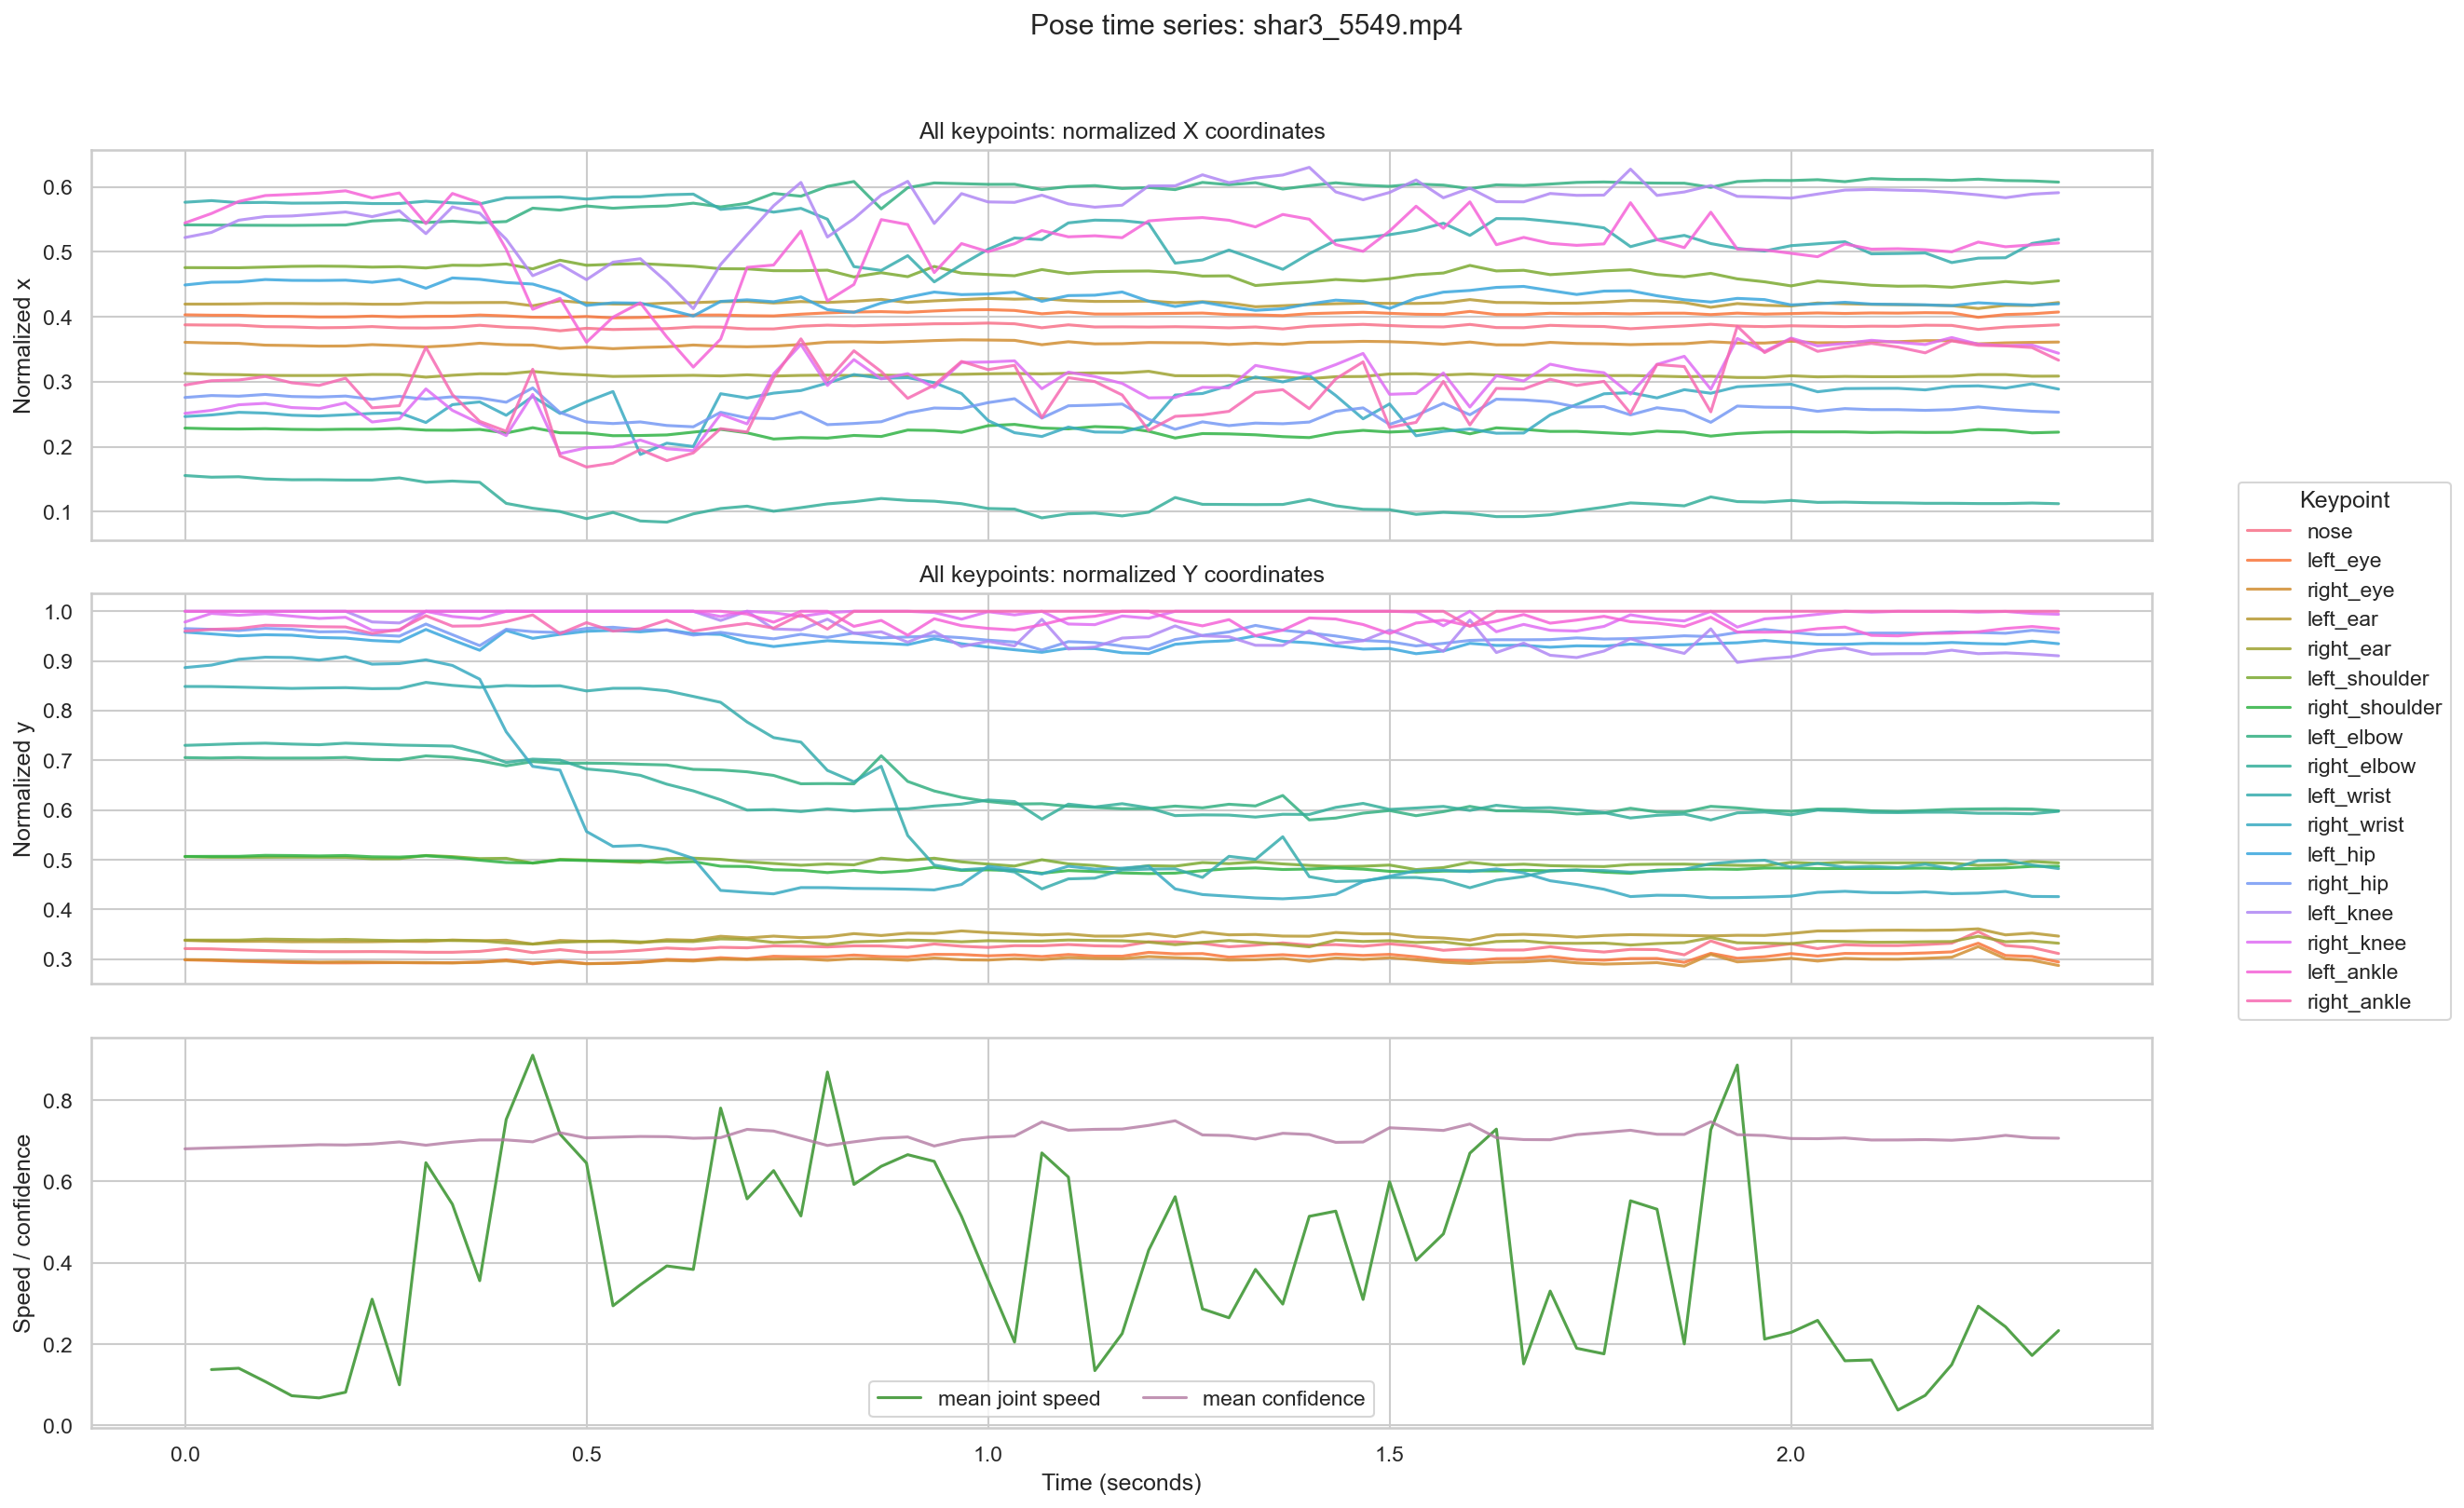 Pose time series: shar3_5549.mp4
All keypoints: normalized X coordinates
Normalized x
0.6
0.5
0.4
0.3
0.2
0.1
All keypoints: normalized Y coordinates
Normalized y
1.0
0.9
0.8
0.7
0.6
0.5
0.4
0.3
Speed / confidence
0.8
0.6
0.4
0.2
0.0
mean joint speed mean confidence
0.0 0.5 1.0 1.5 2.0
Time (seconds)
Keypoint
nose
left_eye
right_eye
left_ear
right_ear
left_shoulder
right_shoulder
left_elbow
right_elbow
left_wrist
right_wrist
left_hip
right_hip
left_knee
right_knee
left_ankle
right_ankle